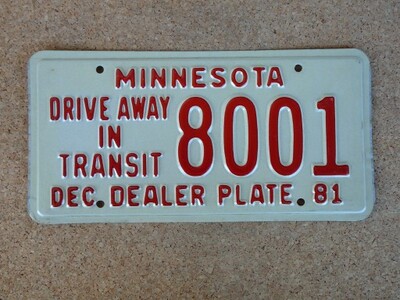 MINNESOTA
DRIVE AWAY
IN
TRANSIT
8001
DEC. DEALER PLATE 81